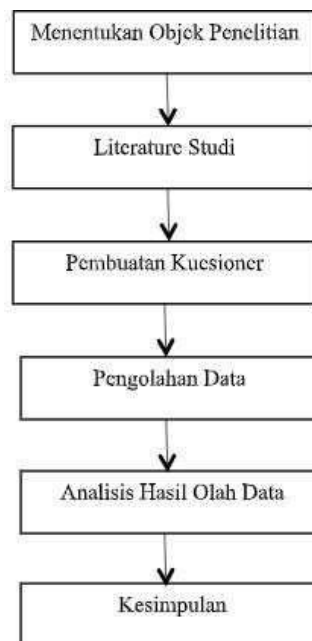 Menentukan Objek Penelitian
Literature Studi
Pembuatan Kuesioner
Pengolahan Data
Analisis Hasil Olah Data
Kesimpulan